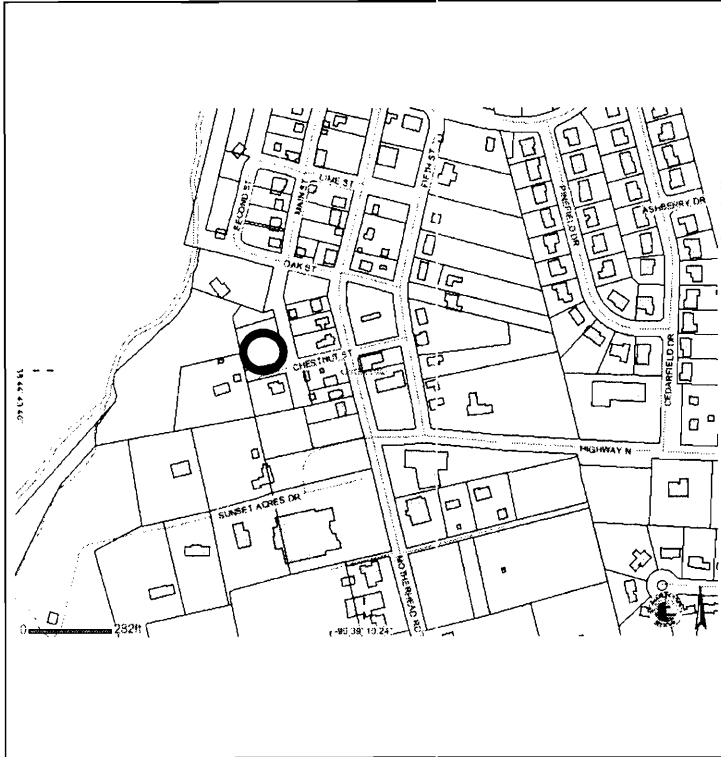 LIME ST
FIFTH ST
SECOND ST
MAIN ST
PINEFIELD DR
ASHBERRY DR
OAK ST
CHESTNUT ST
CEDARFIELD DR
HIGHWAY N
SUNSET ACRES DR
MOTHERHEAD RD
0 282ft